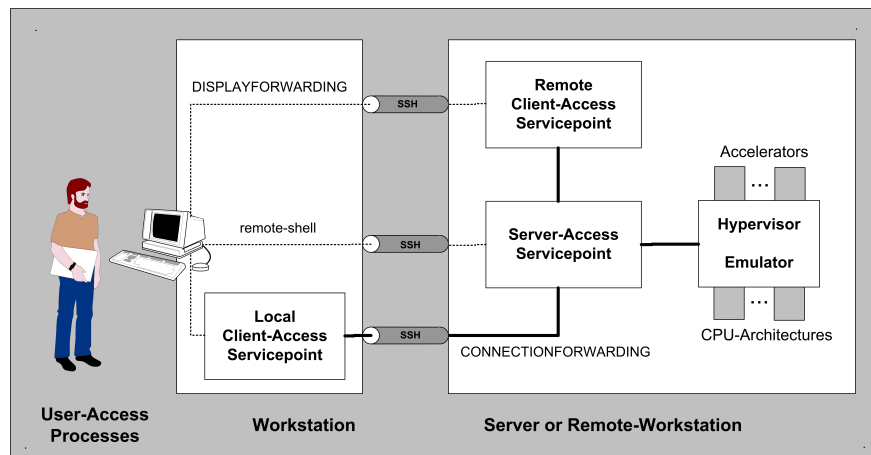 DISPLAYFORWARDING
SSH
Remote
Client-Access
Servicepoint
Accelerators
...
remote-shell
SSH
Server-Access
Servicepoint
Hypervisor
Emulator
...
CPU-Architectures
Local
Client-Access
Servicepoint
SSH
CONNECTIONFORWARDING
User-Access
Processes
Workstation
Server or Remote-Workstation